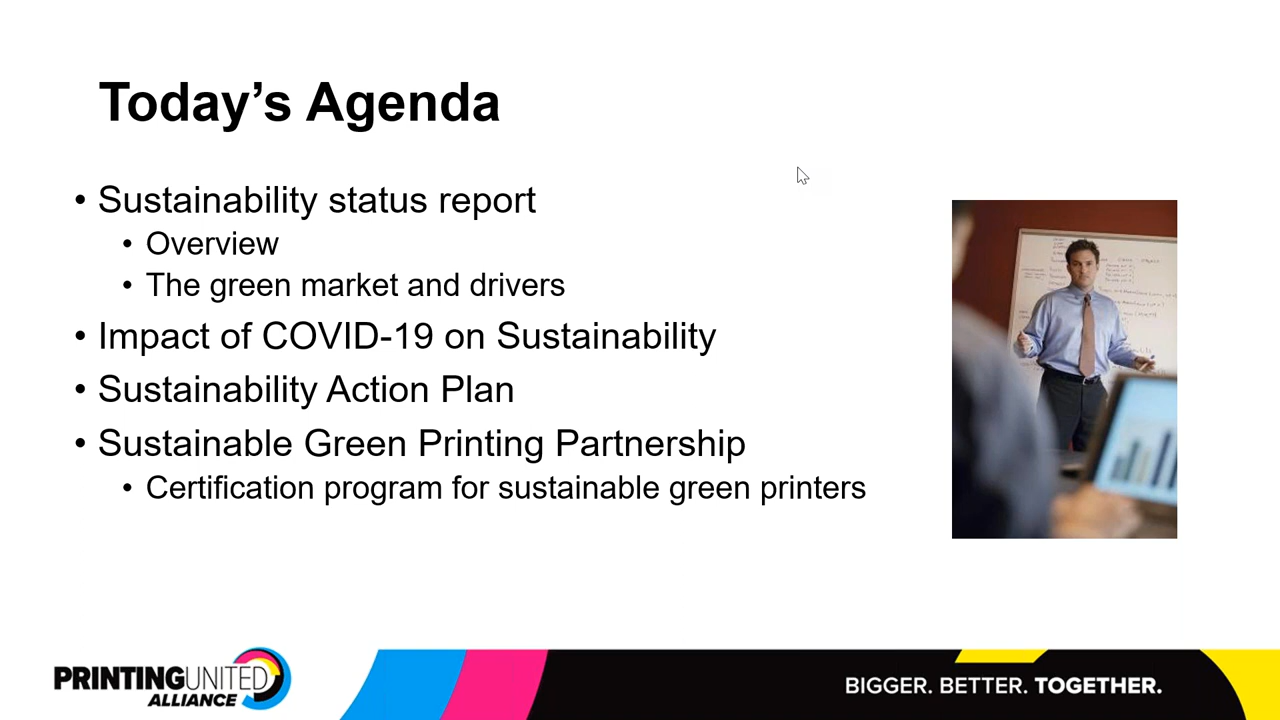 Today’s Agenda
• Sustainability status report
• Overview
• The green market and drivers
• Impact of COVID-19 on Sustainability
• Sustainability Action Plan
• Sustainable Green Printing Partnership
• Certification program for sustainable green printers
PRINTINGUNITED
ALLIANCE
BIGGER. BETTER. TOGETHER.